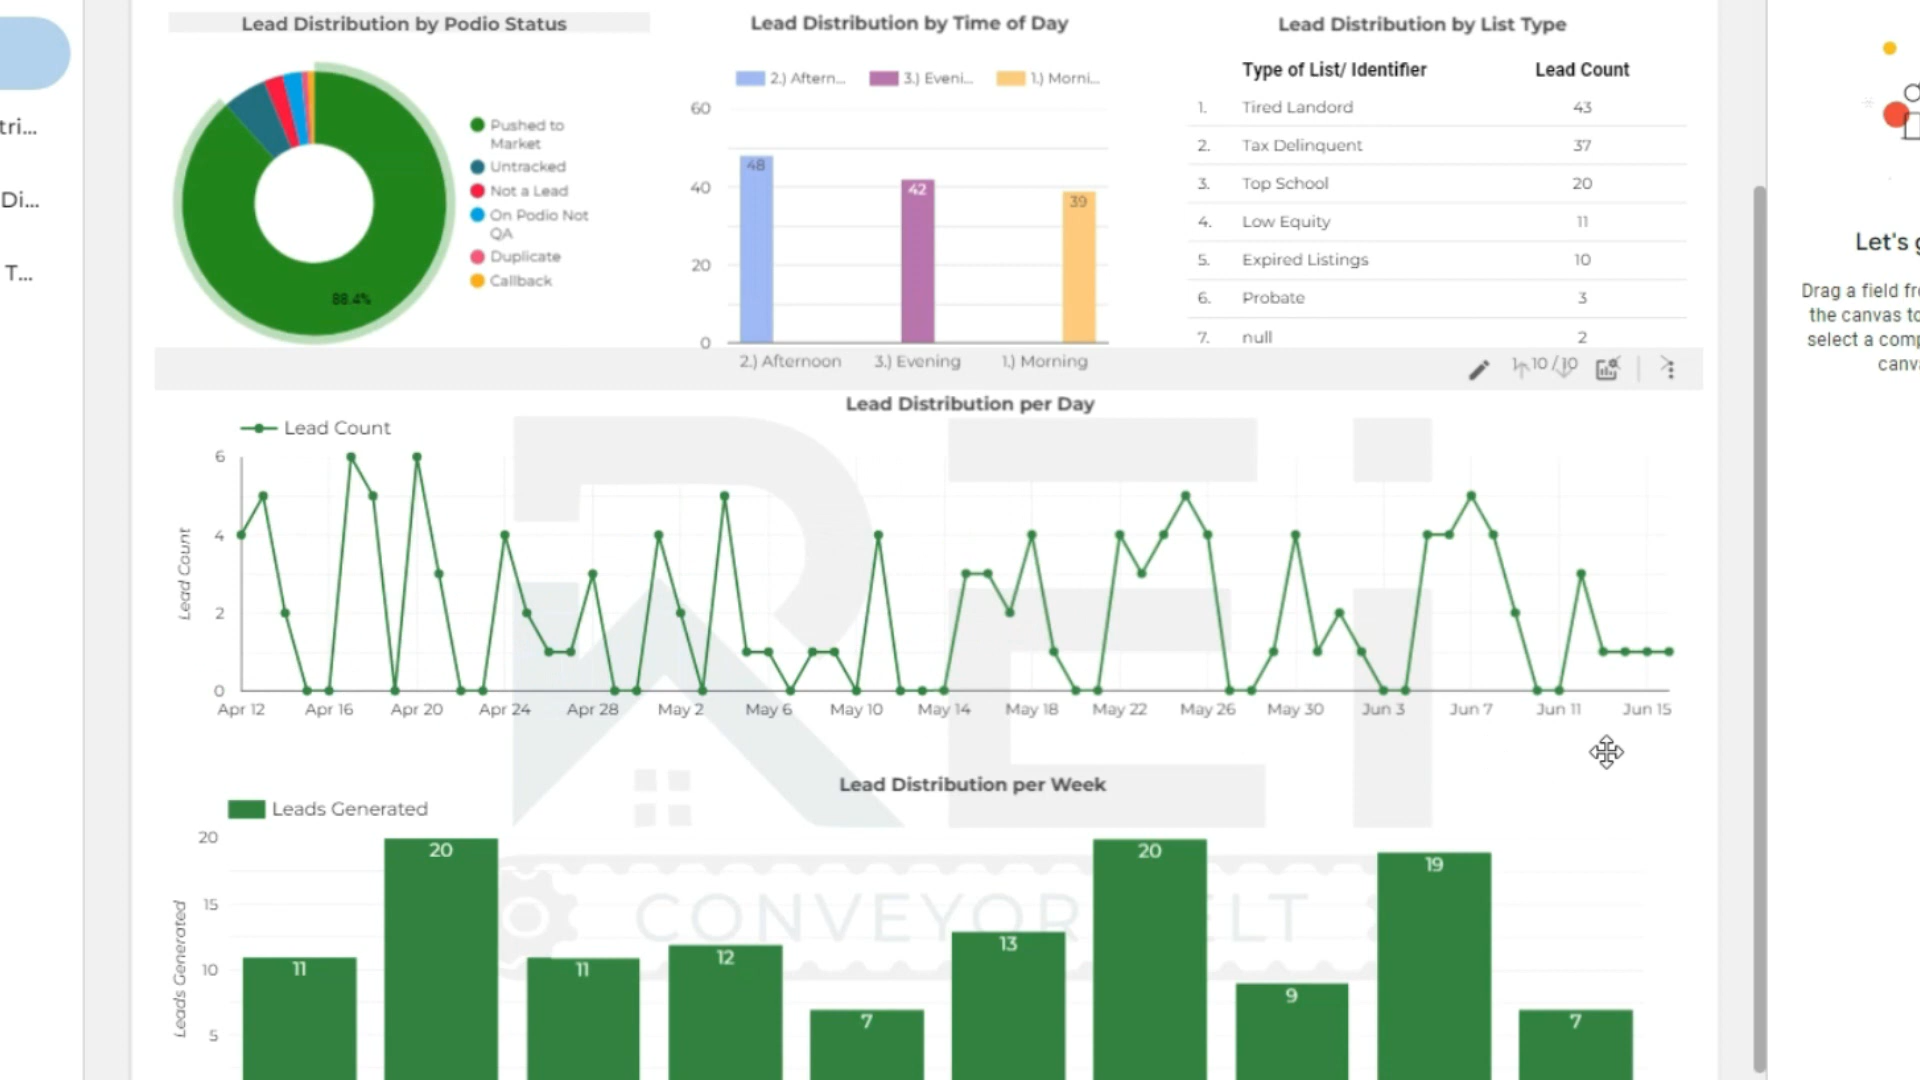 tri...
Di...
T...
Lead Distribution by Podio Status
88.4%
Pushed to
Market
Untracked
Not a Lead
On Podio Not
QA
Duplicate
Callback
Lead Distribution by Time of Day
2.) Aftern...
3.) Eveni...
1.) Morni...
60
40
20
0
48
42
39
2.) Afternoon
3.) Evening
1.) Morning
Lead Distribution by List Type
Type of List/ Identifier Lead Count
1. Tired Landord 43
2. Tax Delinquent 37
3. Top School 20
4. Low Equity 11
5. Expired Listings 10
6. Probate 3
7. null 2
1-10 / 10
Lead Distribution per Day
Lead Count
Lead Count
6
4
2
0
Apr 12
Apr 16
Apr 20
Apr 24
Apr 28
May 2
May 6
May 10
May 14
May 18
May 22
May 26
May 30
Jun 3
Jun 7
Jun 11
Jun 15
REi
Lead Distribution per Week
Leads Generated
Leads Generated
20
15
10
5
11
20
11
12
7
13
20
9
19
7
CONVEYOR ELT
Let's g
Drag a field fr
the canvas to
select a comp
canv